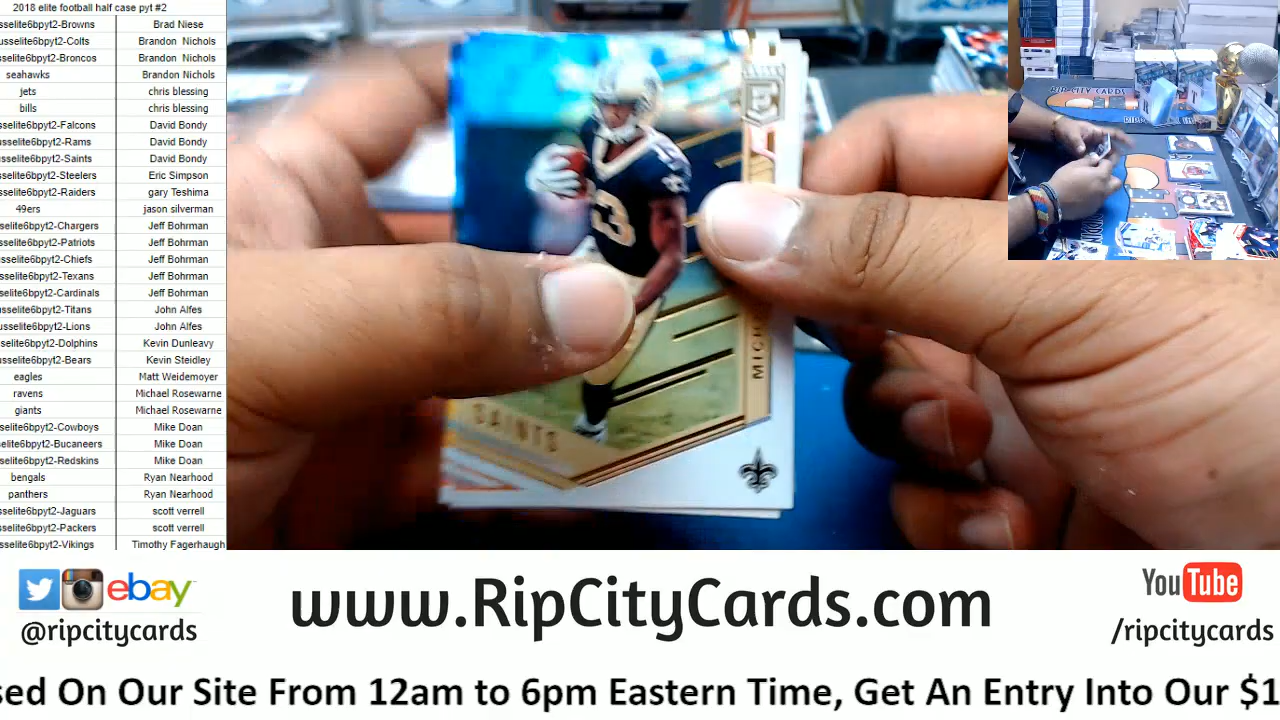 2018 elite football half case pyt #2
sselite6bpyt2-Browns Brad Niese
usselite6bpyt2-Colts Brandon Nichols
sselite6bpyt2-Broncos Brandon Nichols
seahawks Brandon Nichols
jets chris blessing
bills chris blessing
sselite6bpyt2-Falcons David Bondy
sselite6bpyt2-Rams David Bondy
sselite6bpyt2-Saints David Bondy
sselite6bpyt2-Steelers Eric Simpson
sselite6bpyt2-Raiders gary Teshima
49ers jason silverman
selite6bpyt2-Chargers Jeff Bohrman
selite6bpyt2-Patriots Jeff Bohrman
sselite6bpyt2-Chiefs Jeff Bohrman
sselite6bpyt2-Texans Jeff Bohrman
selite6bpyt2-Cardinals Jeff Bohrman
sselite6bpyt2-Titans John Alfes
usselite6bpyt2-Lions John Alfes
selite6bpyt2-Dolphins Kevin Dunleavy
sselite6bpyt2-Bears Kevin Steidley
eagles Matt Weidemoyer
ravens Michael Rosewarne
giants Michael Rosewarne
selite6bpyt2-Cowboys Mike Doan
elite6bpyt2-Bucaneers Mike Doan
selite6bpyt2-Redskins Mike Doan
bengals Ryan Nearhood
panthers Ryan Nearhood
selite6bpyt2-Jaguars scott verrell
selite6bpyt2-Packers scott verrell
sselite6bpyt2-Vikings Timothy Fagerhaugh
SAINTS
MICH
RIP CITY CARDS
ebay
@ripcitycards
www.RipCityCards.com
YouTube
/ripcitycards
sed On Our Site From 12am to 6pm Eastern Time, Get An Entry Into Our $1